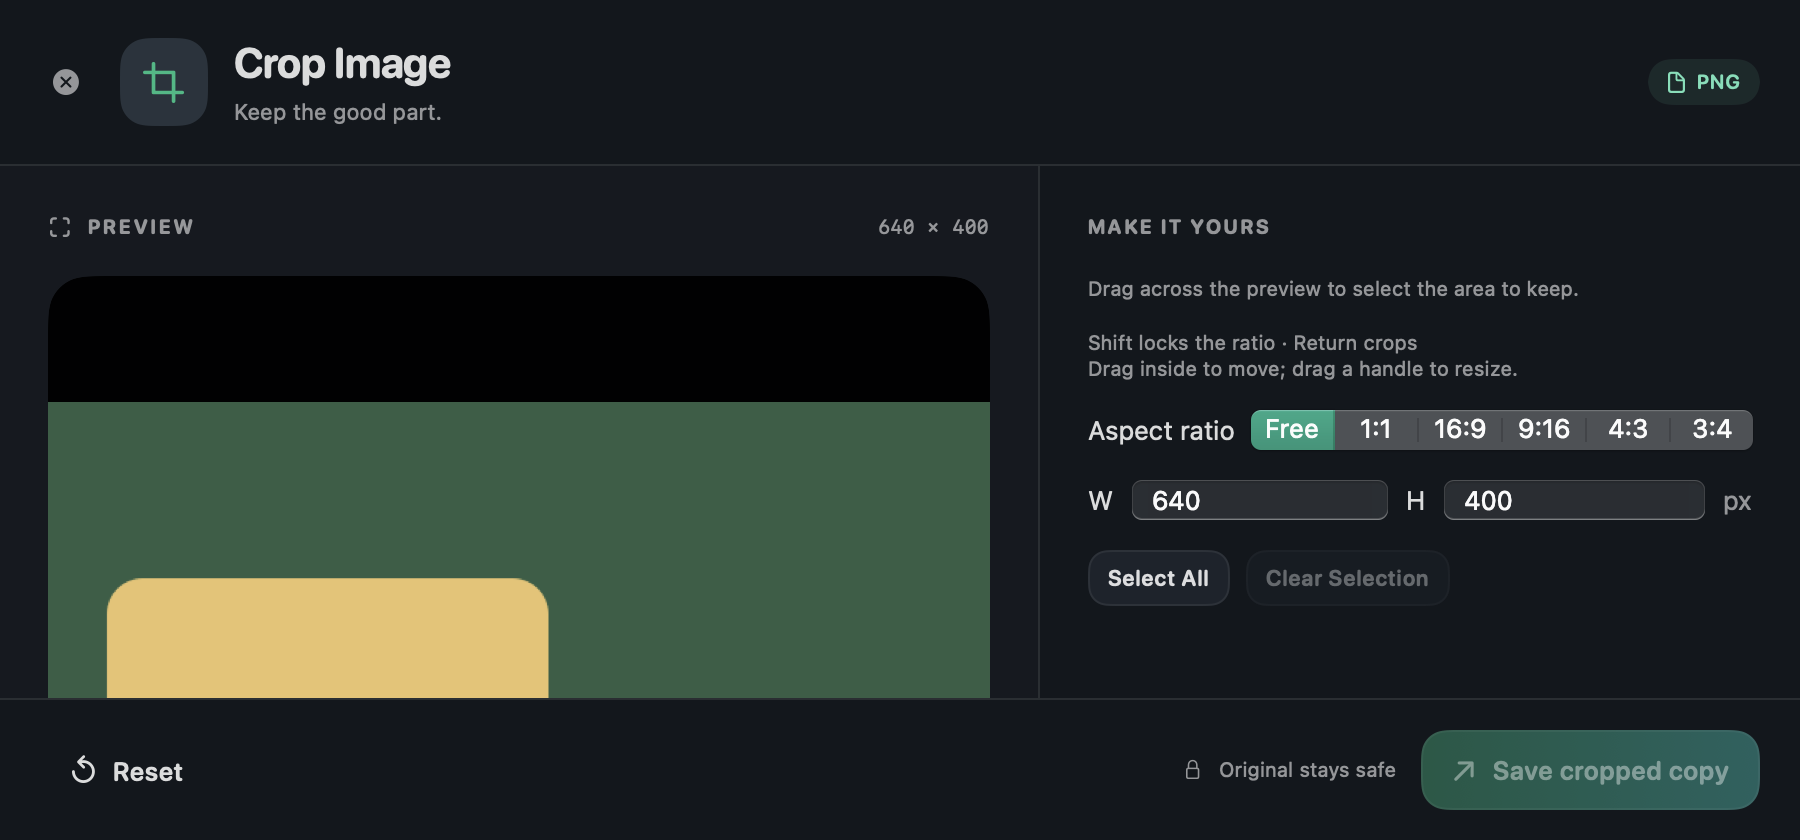 Crop Image
Keep the good part.
PNG
PREVIEW
640 × 400
MAKE IT YOURS
Drag across the preview to select the area to keep.
Shift locks the ratio · Return crops
Drag inside to move; drag a handle to resize.
Aspect ratio Free 1:1 16:9 9:16 4:3 3:4
W 640 H 400 px
Select All Clear Selection
Reset
Original stays safe
Save cropped copy